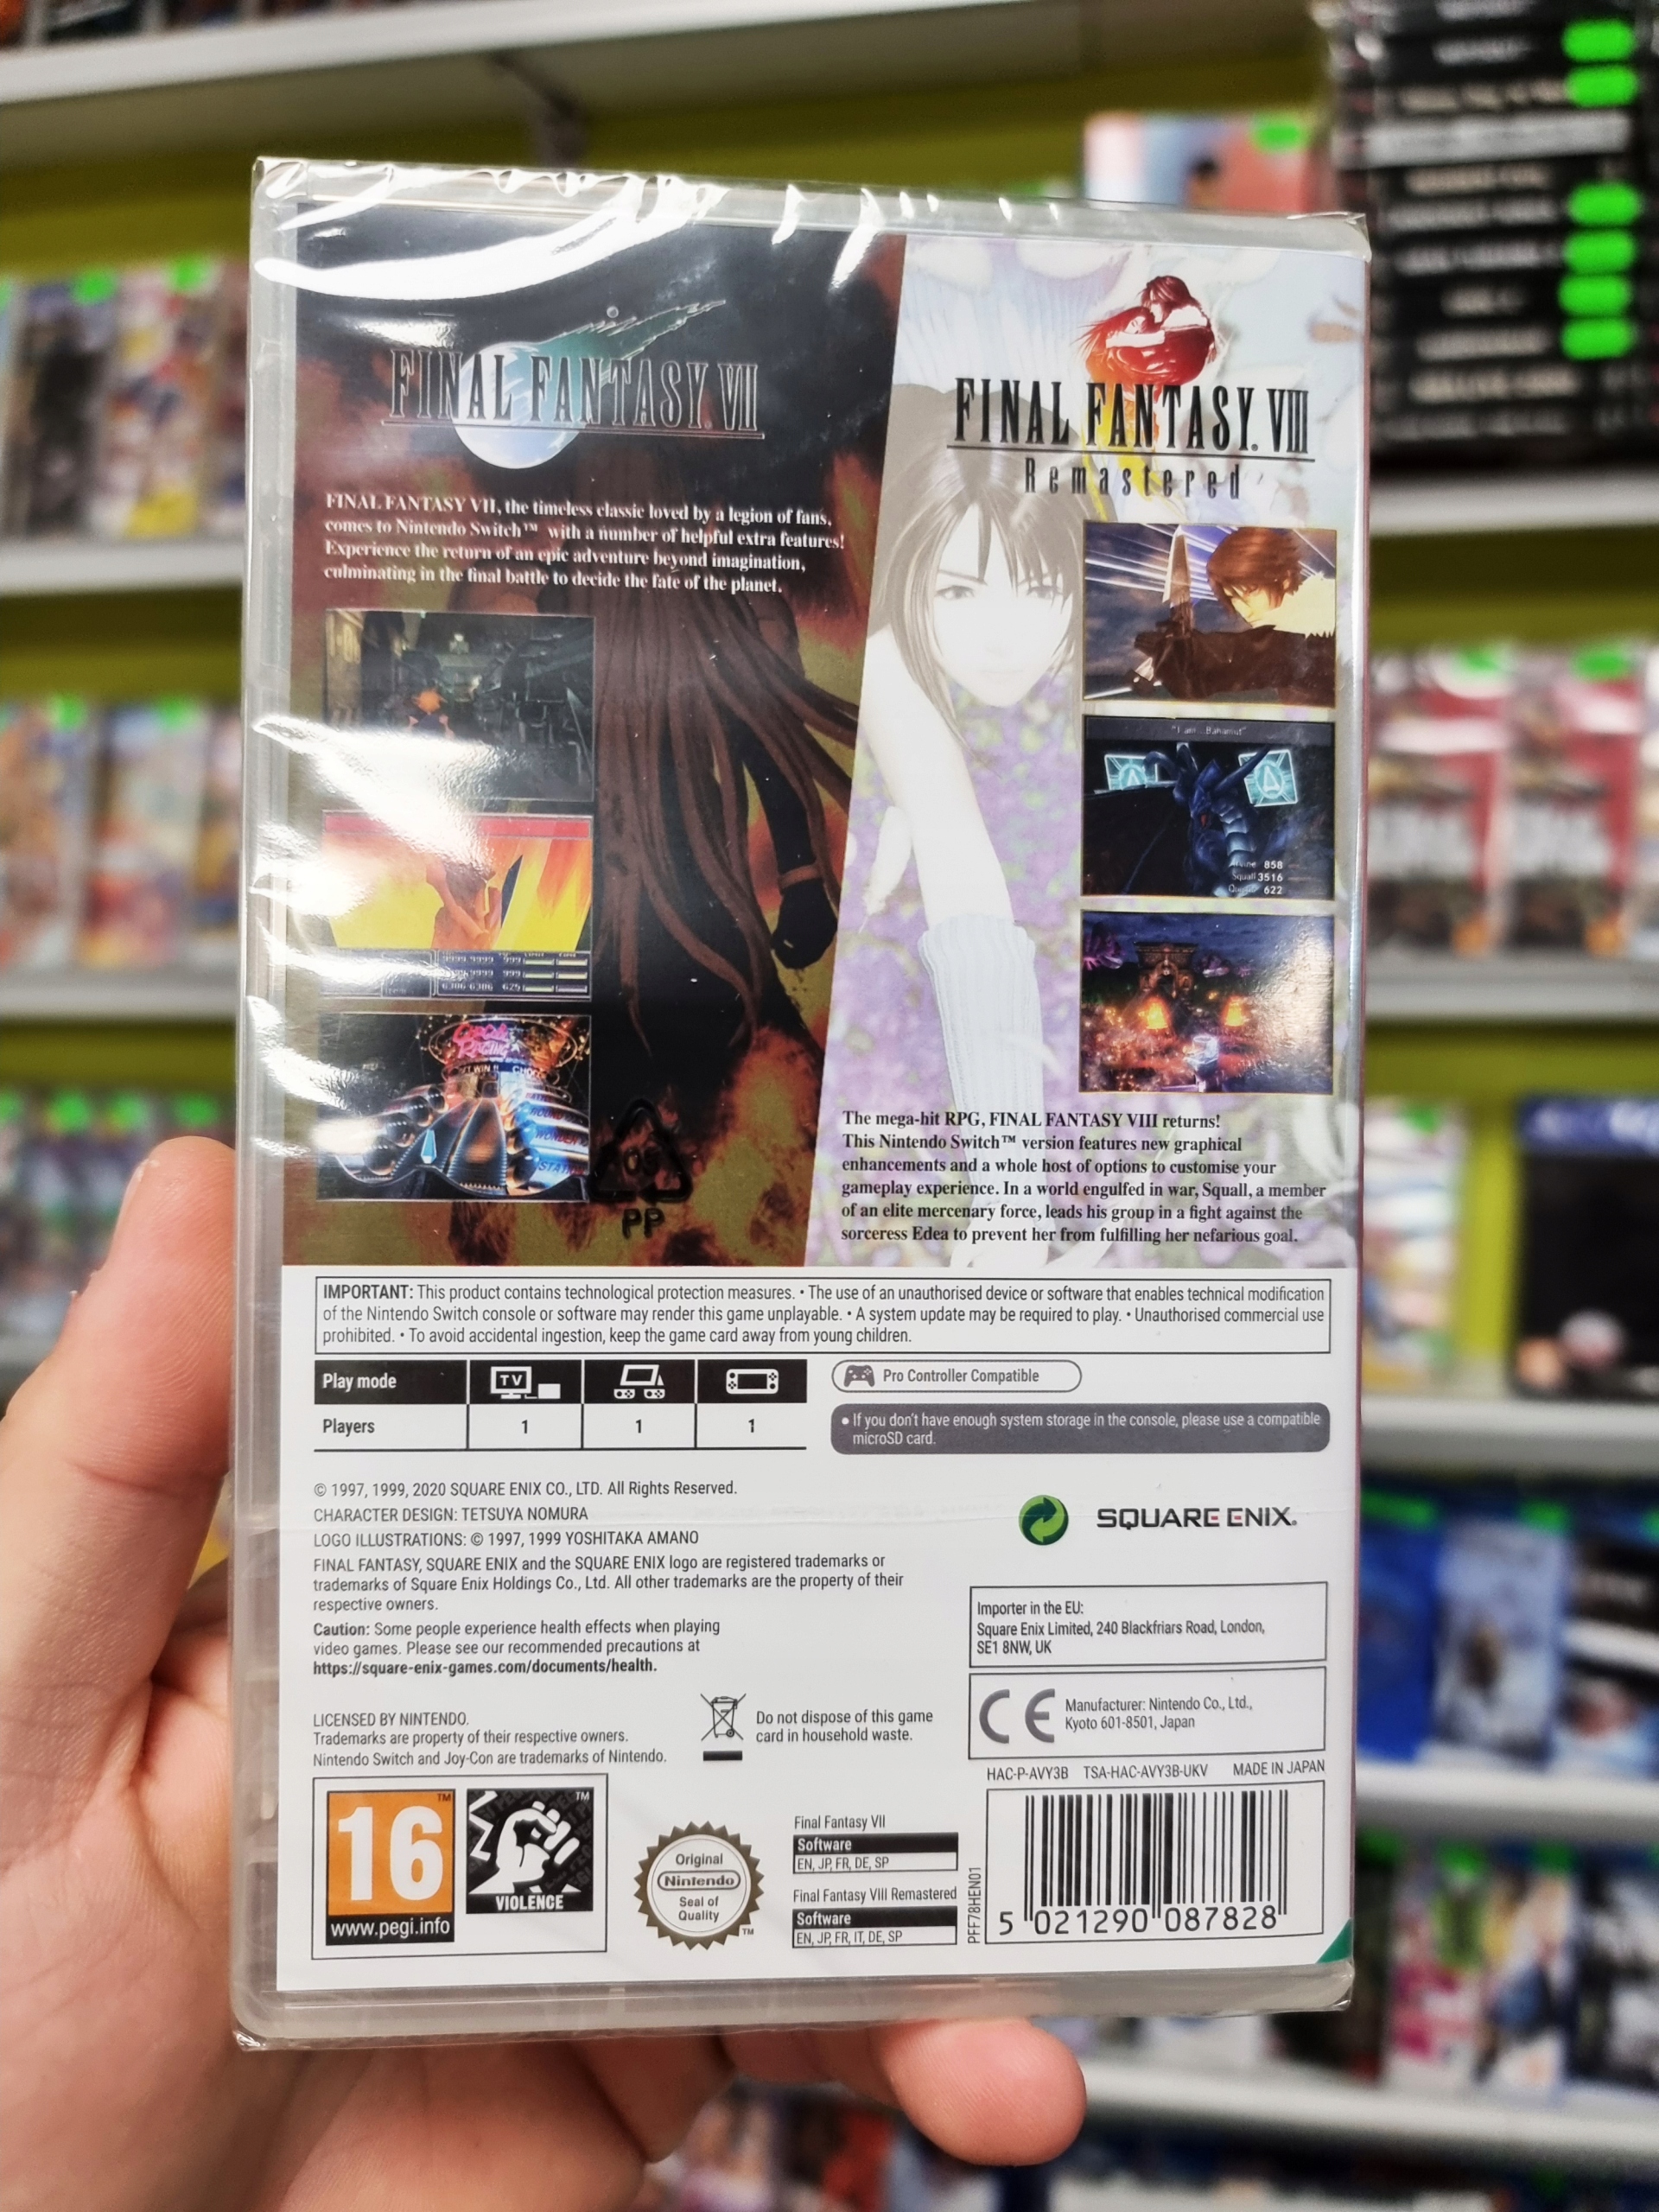 FINAL FANTASY. VII
FINAL FANTASY VII, the timeless classic loved by a legion of fans,
comes to Nintendo Switch™ with a number of helpful extra features!
Experience the return of an epic adventure beyond imagination,
culminating in the final battle to decide the fate of the planet.
PP
FINAL FANTASY. VIII
Remastered
"I am...Bahamut"
858
Squall 3516
622
The mega-hit RPG, FINAL FANTASY VIII returns!
This Nintendo Switch™ version features new graphical
enhancements and a whole host of options to customise your
gameplay experience. In a world engulfed in war, Squall, a member
of an elite mercenary force, leads his group in a fight against the
sorceress Edea to prevent her from fulfilling her nefarious goal.
IMPORTANT: This product contains technological protection measures. • The use of an unauthorised device or software that enables technical modification
of the Nintendo Switch console or software may render this game unplayable. • A system update may be required to play. • Unauthorised commercial use
prohibited. • To avoid accidental ingestion, keep the game card away from young children.
Play mode TV
Players 1 1 1
Pro Controller Compatible
• If you don't have enough system storage in the console, please use a compatible
microSD card.
© 1997, 1999, 2020 SQUARE ENIX CO., LTD. All Rights Reserved.
CHARACTER DESIGN: TETSUYA NOMURA
LOGO ILLUSTRATIONS: © 1997, 1999 YOSHITAKA AMANO
FINAL FANTASY, SQUARE ENIX and the SQUARE ENIX logo are registered trademarks or
trademarks of Square Enix Holdings Co., Ltd. All other trademarks are the property of their
respective owners.
Caution: Some people experience health effects when playing
video games. Please see our recommended precautions at
https://square-enix-games.com/documents/health.
SQUARE ENIX.
Importer in the EU:
Square Enix Limited, 240 Blackfriars Road, London,
SE1 8NW, UK
CE
Manufacturer: Nintendo Co., Ltd.,
Kyoto 601-8501, Japan
LICENSED BY NINTENDO.
Trademarks are property of their respective owners.
Nintendo Switch and Joy-Con are trademarks of Nintendo.
Do not dispose of this game
card in household waste.
HAC-P-AVY3B TSA-HAC-AVY3B-UKV MADE IN JAPAN
16 ™
www.pegi.info
™
VIOLENCE
Original
Nintendo
Seal of
Quality
™
Final Fantasy VII
Software
EN, JP, FR, DE, SP
Final Fantasy VIII Remastered
Software
EN, JP, FR, IT, DE, SP
PFF78HEN01
5 021290 087828